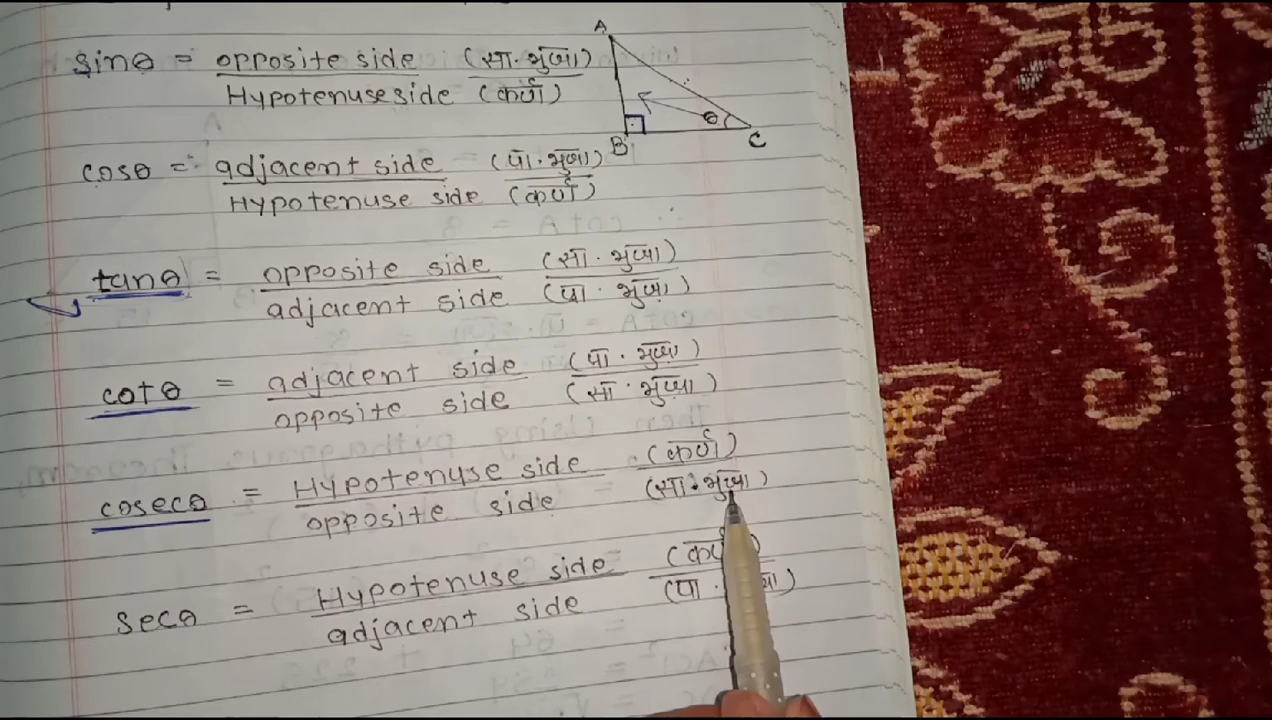 A
sinθ = opposite side (सा. भुजा)
Hypotenuse side (कर्ण)
θ
B
C
cosθ = adjacent side (पा. भुजा)
Hypotenuse side (कर्ण)
tanθ = opposite side (सा. भुजा)
adjacent side (पा. भुजा)
cotθ = adjacent side (पा. भुजा)
opposite side (सा. भुजा)
cosecθ = Hypotenuse side (कर्ण)
opposite side (सा. भुजा)
secθ = Hypotenuse side
adjacent side (पा.